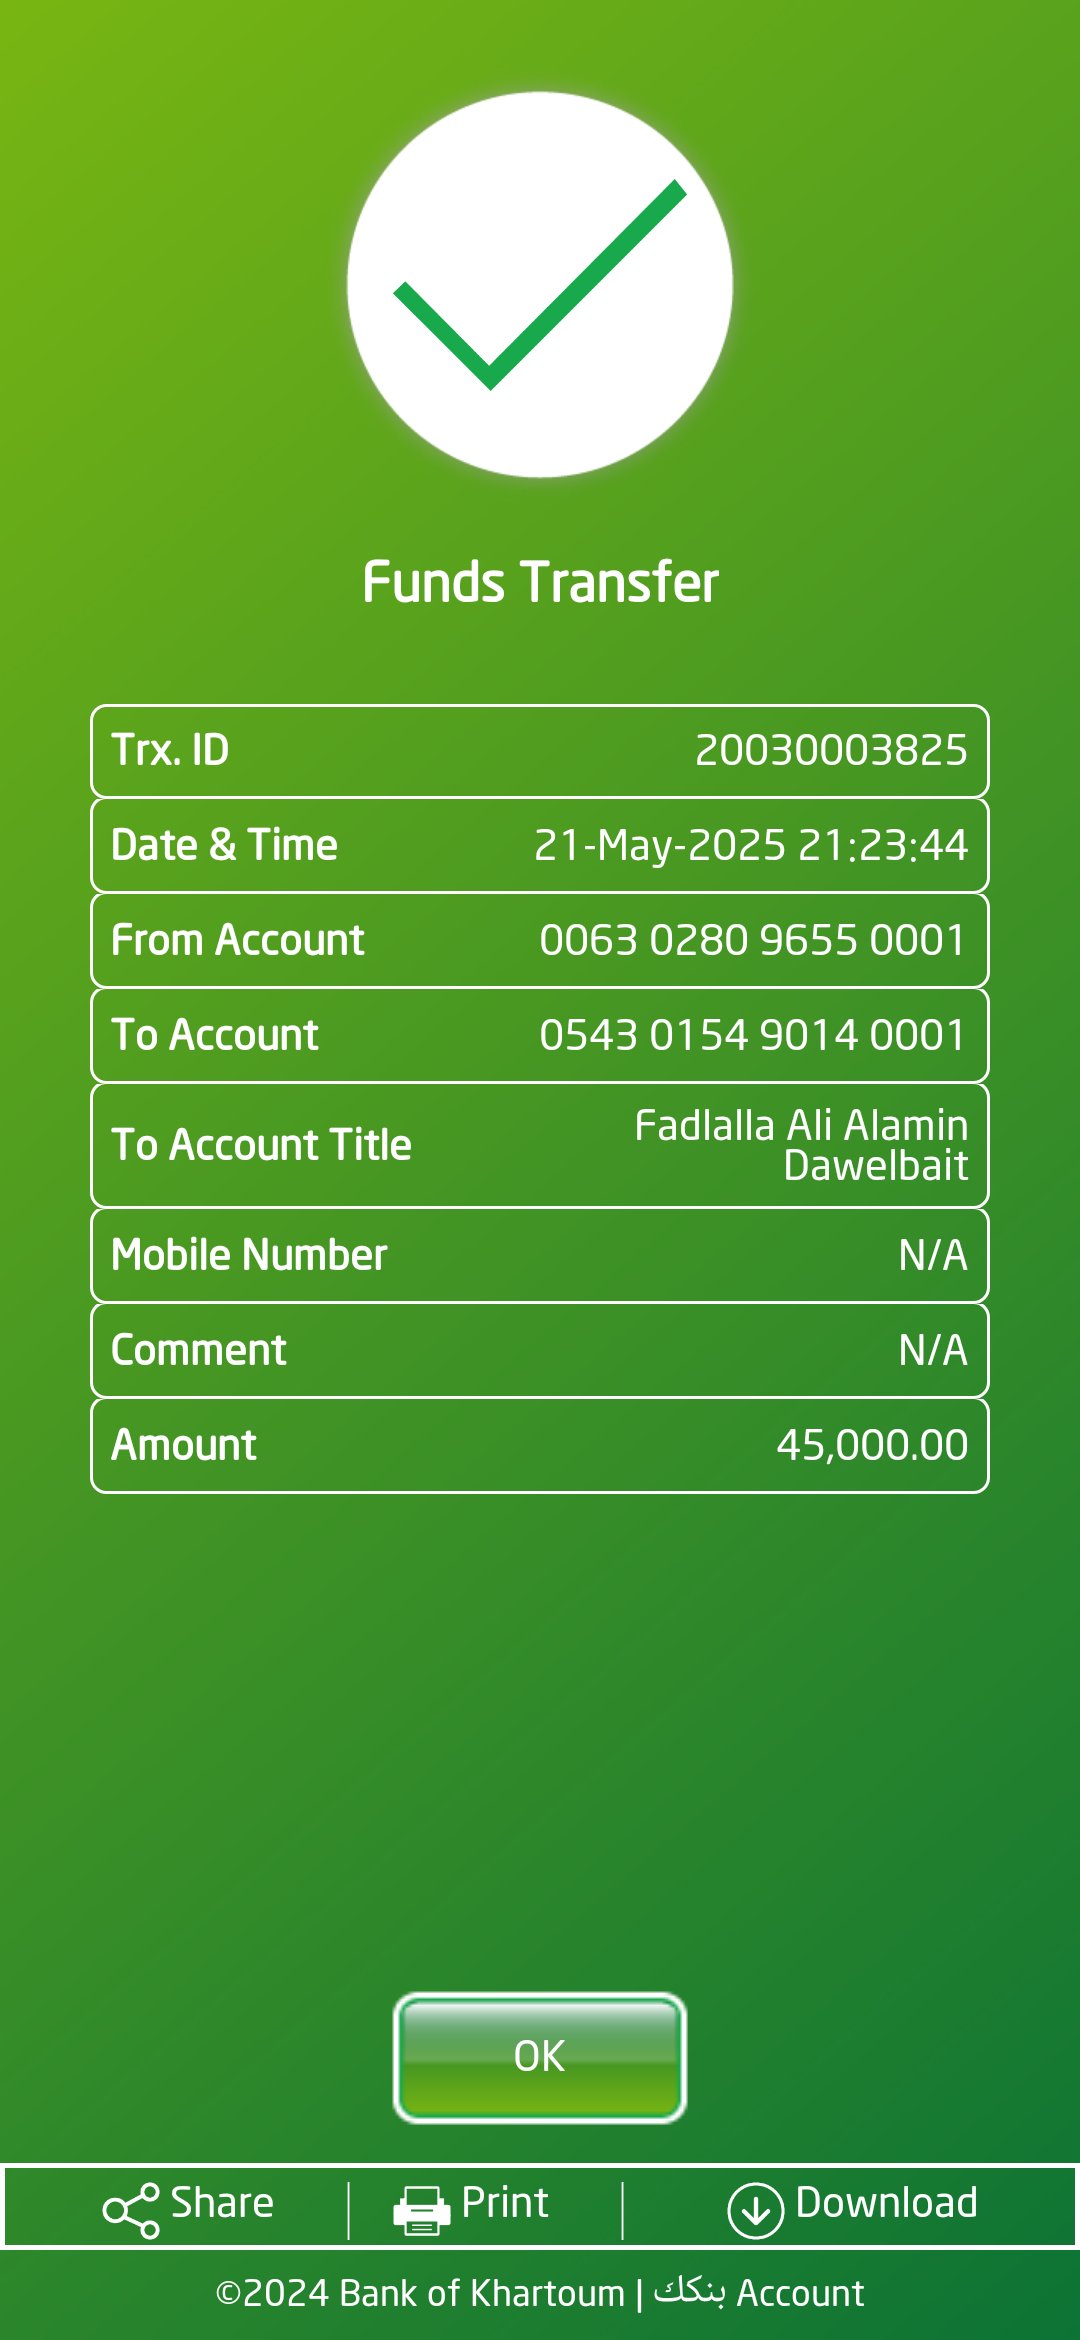 Funds Transfer
Trx. ID 20030003825
Date & Time 21-May-2025 21:23:44
From Account 0063 0280 9655 0001
To Account 0543 0154 9014 0001
To Account Title Fadlalla Ali Alamin
Dawelbait
Mobile Number N/A
Comment N/A
Amount 45,000.00
OK
Share Print Download
©2024 Bank of Khartoum | بنكك Account